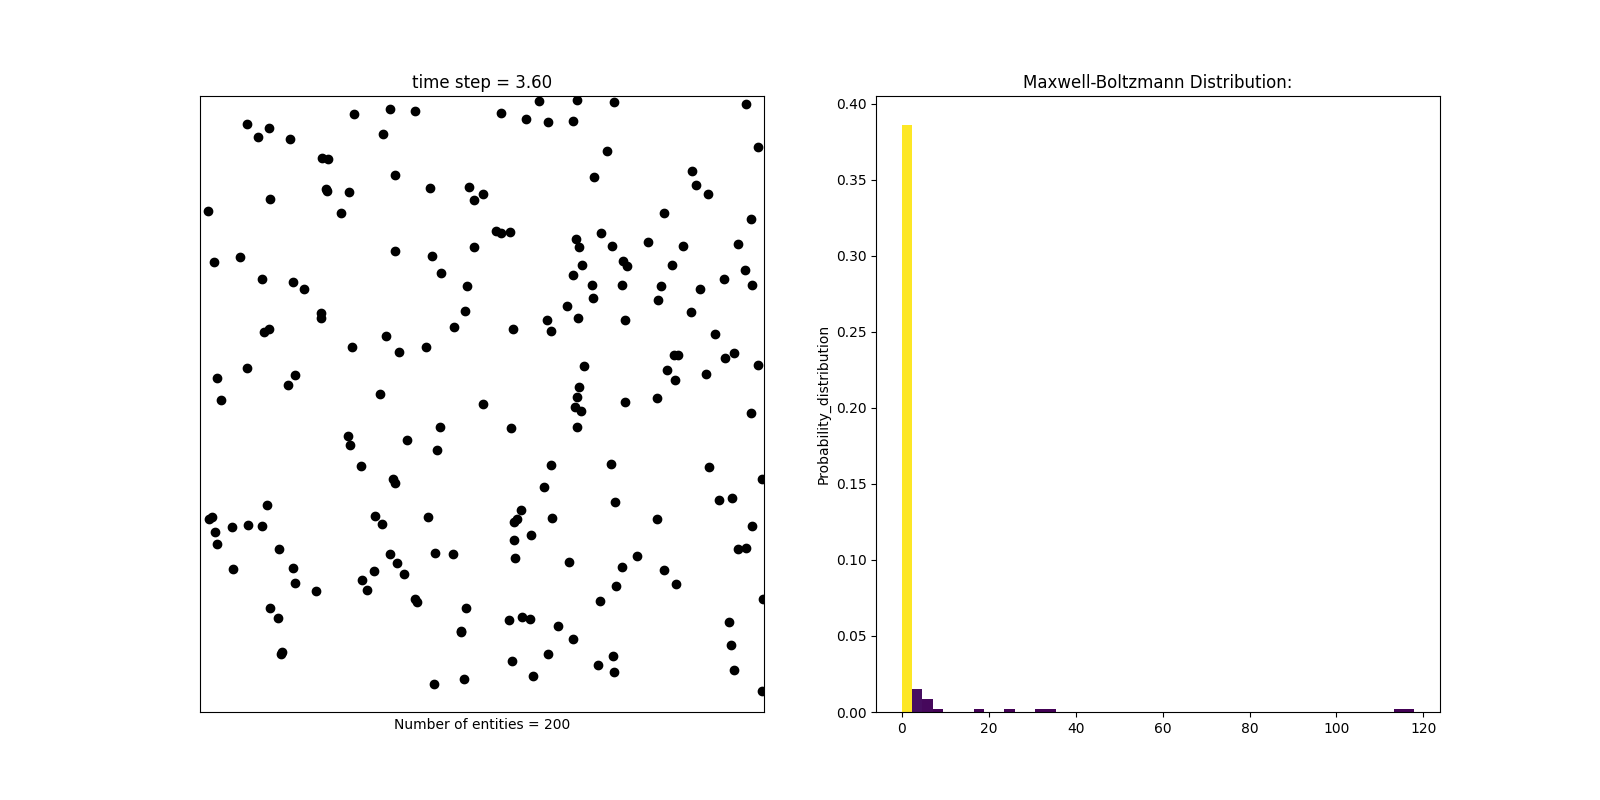 time step = 3.60
Number of entities = 200
Maxwell-Boltzmann Distribution:
Probability_distribution
0.40
0.35
0.30
0.25
0.20
0.15
0.10
0.05
0.00
0 20 40 60 80 100 120